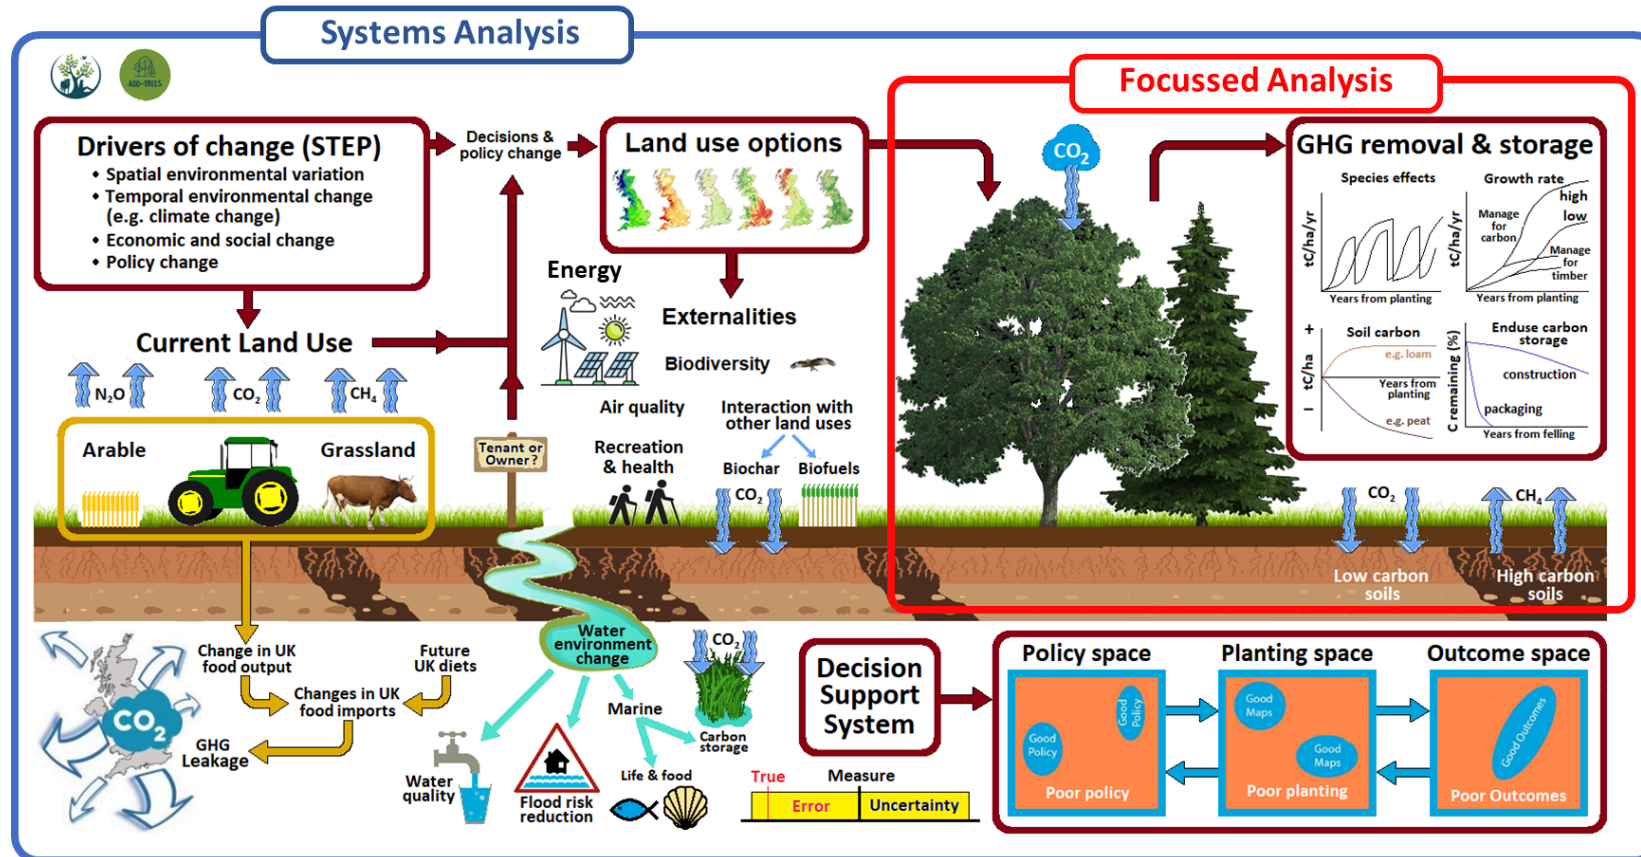 Systems Analysis
Focussed Analysis
ADD-TREES
Drivers of change (STEP)
• Spatial environmental variation
• Temporal environmental change
(e.g. climate change)
• Economic and social change
• Policy change
Decisions &
policy change
Land use options
CO2
GHG removal & storage
Species effects
tC/ha/yr
Years from planting
Growth rate
high
low
Manage
for
carbon
Manage
for
timber
tC/ha/yr
Years from planting
Soil carbon
+
tC/ha
–
e.g. loam
Years from
planting
e.g. peat
Enduse carbon
storage
C remaining (%)
construction
packaging
Years from felling
Current Land Use
N2O
CO2
CH4
Arable
Grassland
Tenant or
Owner?
Energy
Externalities
Biodiversity
Air quality
Interaction with
other land uses
Recreation
& health
Biochar
Biofuels
CO2
CO2
CH4
Low carbon
soils
High carbon
soils
Change in UK
food output
Future
UK diets
Changes in UK
food imports
CO2
GHG
Leakage
Water
environment
change
CO2
Marine
Carbon
storage
Water
quality
Flood risk
reduction
Life & food
Decision
Support
System
True
Measure
Error
Uncertainty
Policy space
Good
Policy
Good
Policy
Poor policy
Planting space
Good
Maps
Good
Maps
Poor planting
Outcome space
Good Outcomes
Poor Outcomes